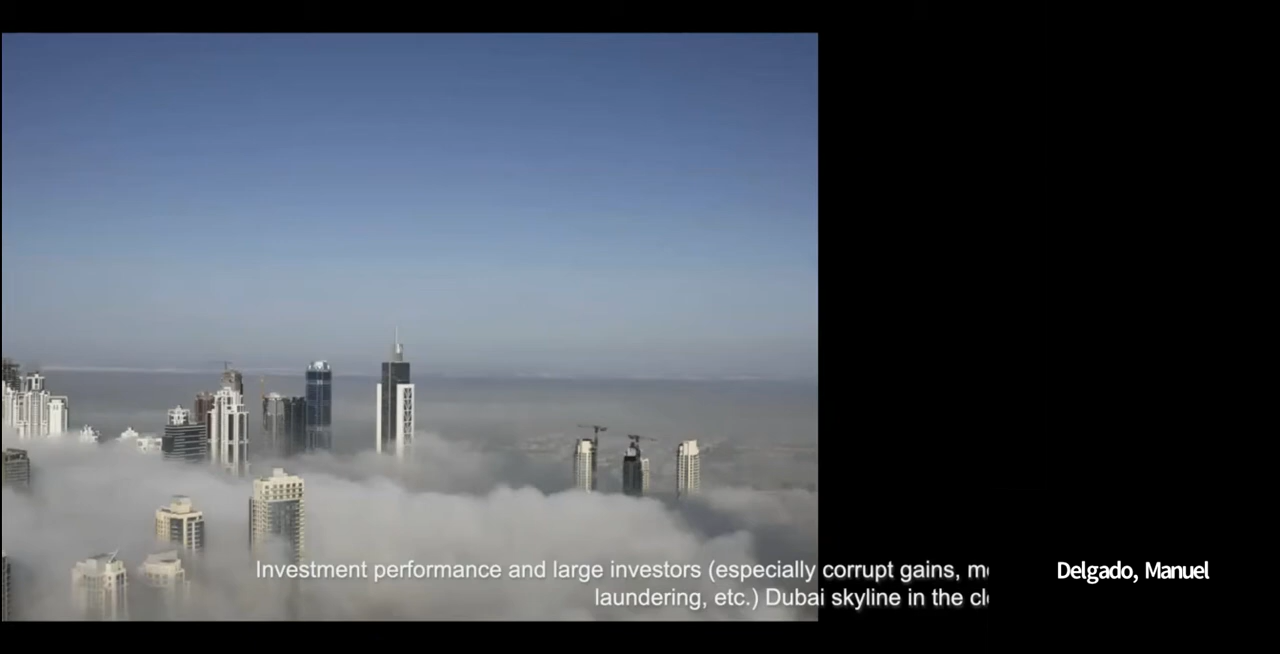 Investment performance and large investors (especially corrupt gains,
laundering, etc.) Dubai skyline in the
Delgado, Manuel